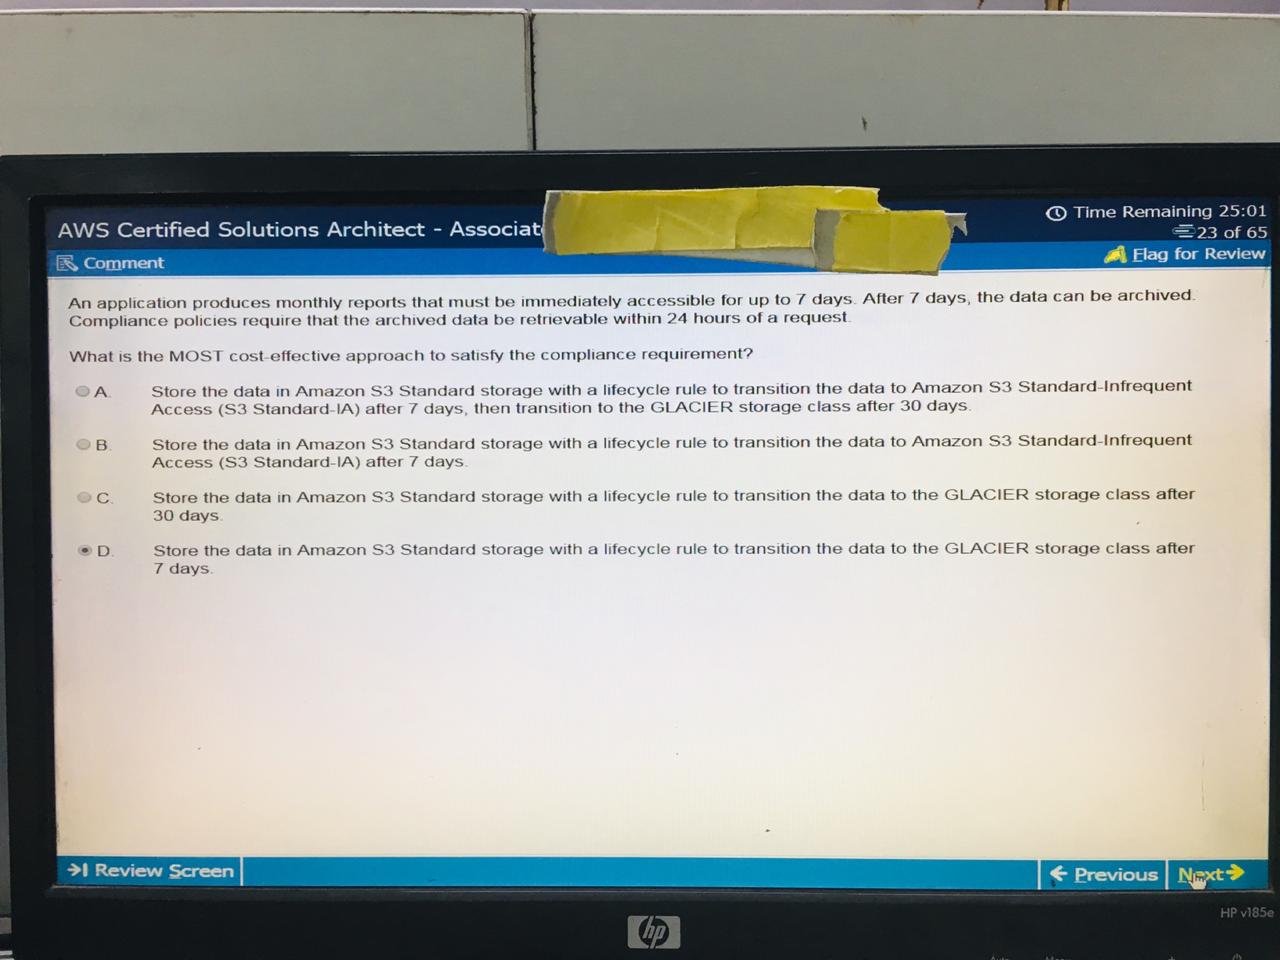 AWS Certified Solutions Architect - Associat
Time Remaining 25:01
23 of 65
Comment
Flag for Review
An application produces monthly reports that must be immediately accessible for up to 7 days. After 7 days, the data can be archived.
Compliance policies require that the archived data be retrievable within 24 hours of a request.
What is the MOST cost-effective approach to satisfy the compliance requirement?
A. Store the data in Amazon S3 Standard storage with a lifecycle rule to transition the data to Amazon S3 Standard-Infrequent
Access (S3 Standard-IA) after 7 days, then transition to the GLACIER storage class after 30 days.
B. Store the data in Amazon S3 Standard storage with a lifecycle rule to transition the data to Amazon S3 Standard-Infrequent
Access (S3 Standard-IA) after 7 days.
C. Store the data in Amazon S3 Standard storage with a lifecycle rule to transition the data to the GLACIER storage class after
30 days.
D. Store the data in Amazon S3 Standard storage with a lifecycle rule to transition the data to the GLACIER storage class after
7 days.
Review Screen
Previous
Next
HP v185e
hp